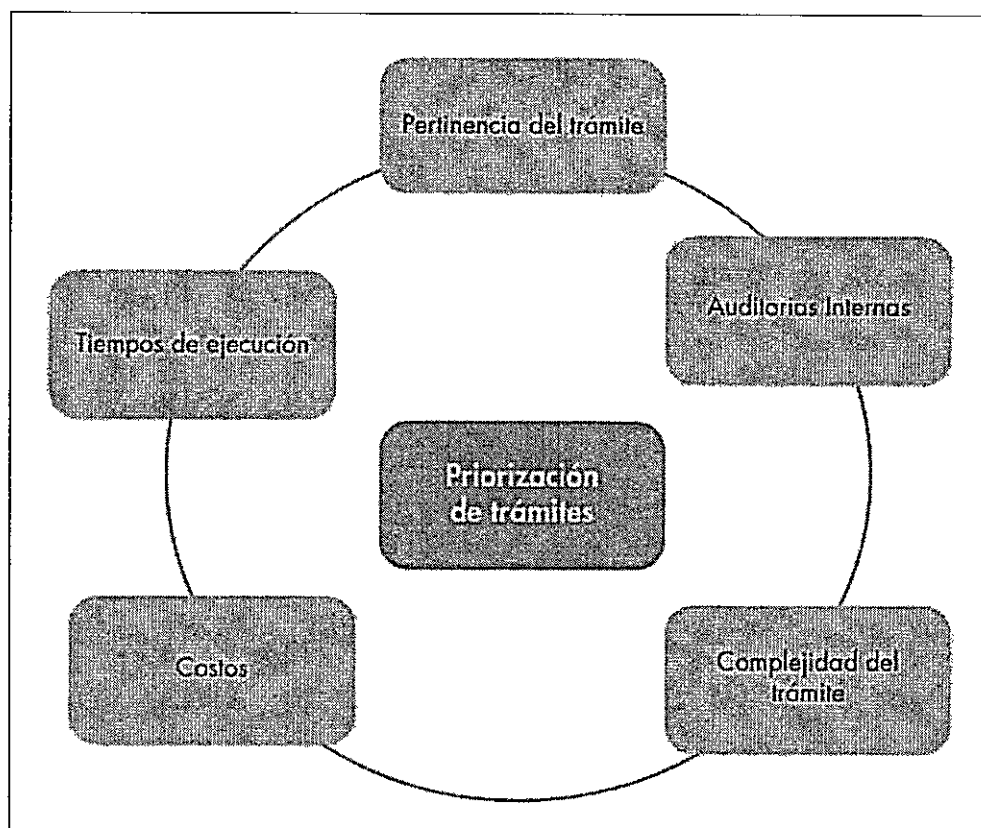 Pertinencia del trámite
Auditorias Internas
Tiempos de ejecución
Priorización
de trámites
Costos
Complejidad del
trámite